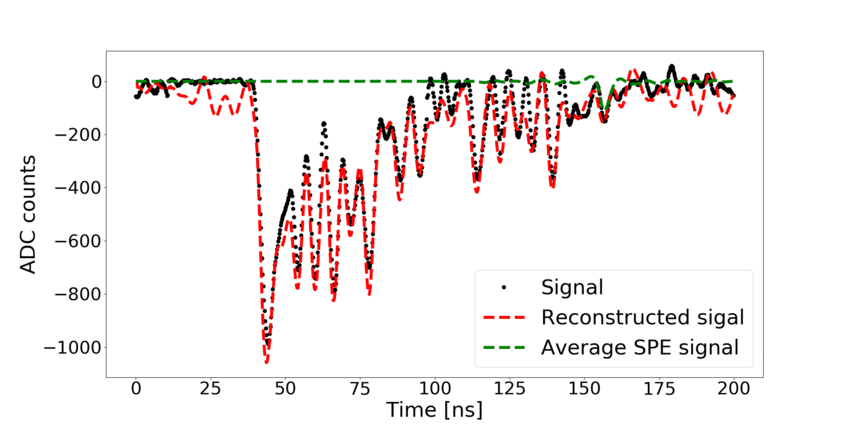 ADC counts
0
−200
−400
−600
−800
−1000
Signal
Reconstructed sigal
Average SPE signal
0 25 50 75 100 125 150 175 200
Time [ns]